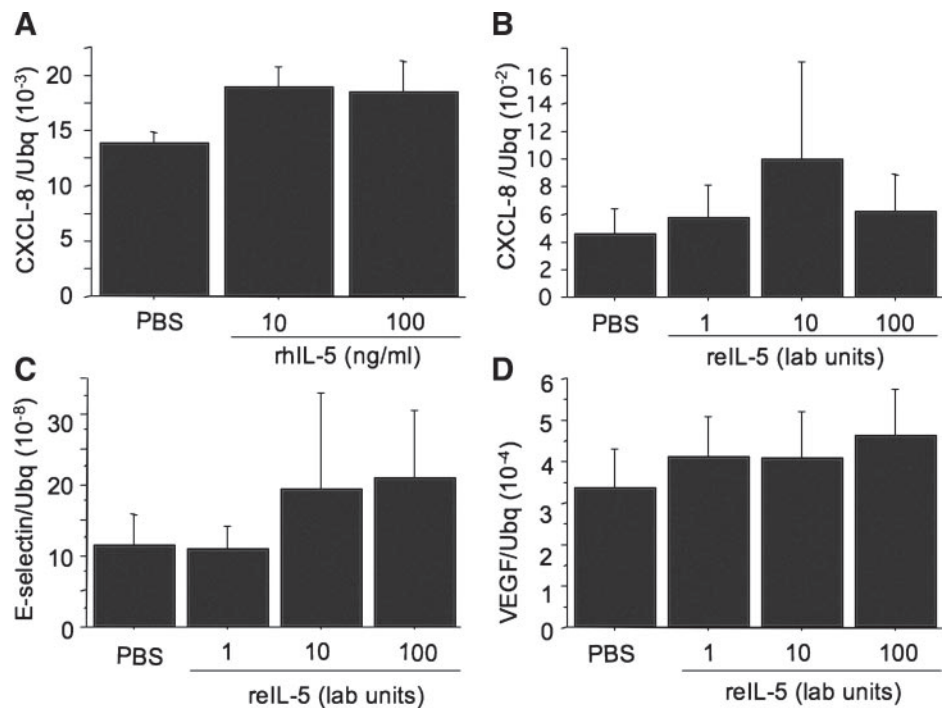 A
CXCL-8 /Ubq (10-3)
20
15
10
5
0
PBS 10 100
rhIL-5 (ng/ml)
B
CXCL-8 /Ubq (10-2)
16
14
12
10
8
6
4
2
0
PBS 1 10 100
reIL-5 (lab units)
C
E-selectin/Ubq (10-8)
30
20
10
0
PBS 1 10 100
reIL-5 (lab units)
D
VEGF/Ubq (10-4)
6
5
4
3
2
1
0
PBS 1 10 100
reIL-5 (lab units)